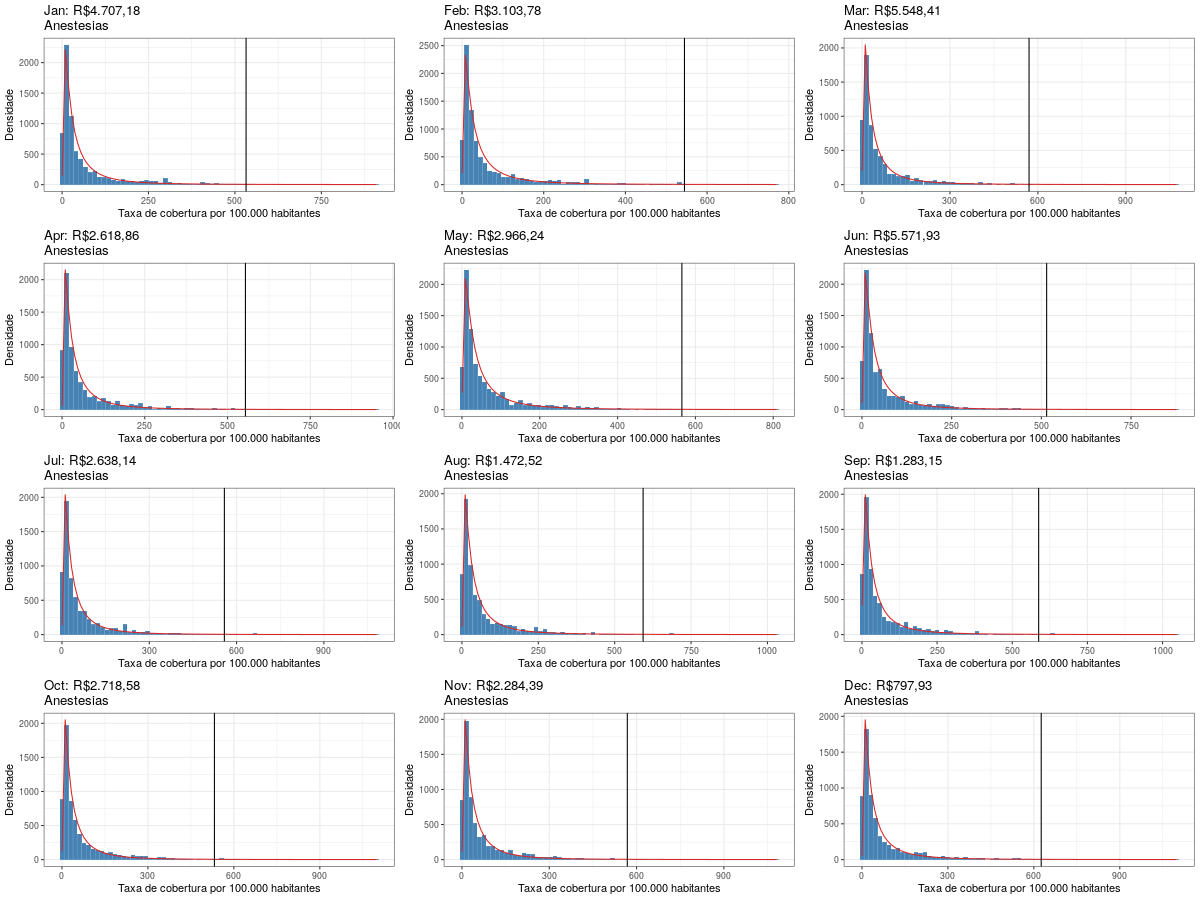 Jan: R$4.707,18
Anestesias
Densidade
2000
1500
1000
500
0
0 250 500 750
Taxa de cobertura por 100.000 habitantes
Feb: R$3.103,78
Anestesias
Densidade
2500
2000
1500
1000
500
0
0 200 400 600 800
Taxa de cobertura por 100.000 habitantes
Mar: R$5.548,41
Anestesias
Densidade
2000
1500
1000
500
0
0 300 600 900
Taxa de cobertura por 100.000 habitantes
Apr: R$2.618,86
Anestesias
Densidade
2000
1500
1000
500
0
0 250 500 750 1000
Taxa de cobertura por 100.000 habitantes
May: R$2.966,24
Anestesias
Densidade
2000
1500
1000
500
0
0 200 400 600 800
Taxa de cobertura por 100.000 habitantes
Jun: R$5.571,93
Anestesias
Densidade
2000
1500
1000
500
0
0 250 500 750
Taxa de cobertura por 100.000 habitantes
Jul: R$2.638,14
Anestesias
Densidade
2000
1500
1000
500
0
0 300 600 900
Taxa de cobertura por 100.000 habitantes
Aug: R$1.472,52
Anestesias
Densidade
2000
1500
1000
500
0
0 250 500 750 1000
Taxa de cobertura por 100.000 habitantes
Sep: R$1.283,15
Anestesias
Densidade
2000
1500
1000
500
0
0 250 500 750 1000
Taxa de cobertura por 100.000 habitantes
Oct: R$2.718,58
Anestesias
Densidade
2000
1500
1000
500
0
0 300 600 900
Taxa de cobertura por 100.000 habitantes
Nov: R$2.284,39
Anestesias
Densidade
2000
1500
1000
500
0
0 300 600 900
Taxa de cobertura por 100.000 habitantes
Dec: R$797,93
Anestesias
Densidade
2000
1500
1000
500
0
0 300 600 900
Taxa de cobertura por 100.000 habitantes